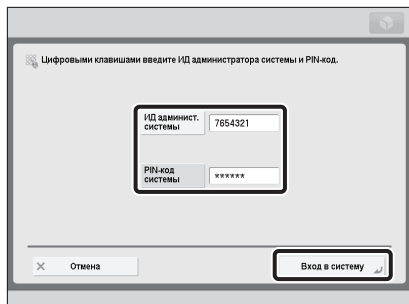 Цифровыми клавишами введите ИД администратора системы и PIN-код.
ИД админист.
системы
7654321
PIN-код
системы
******
Отмена
Вход в систему